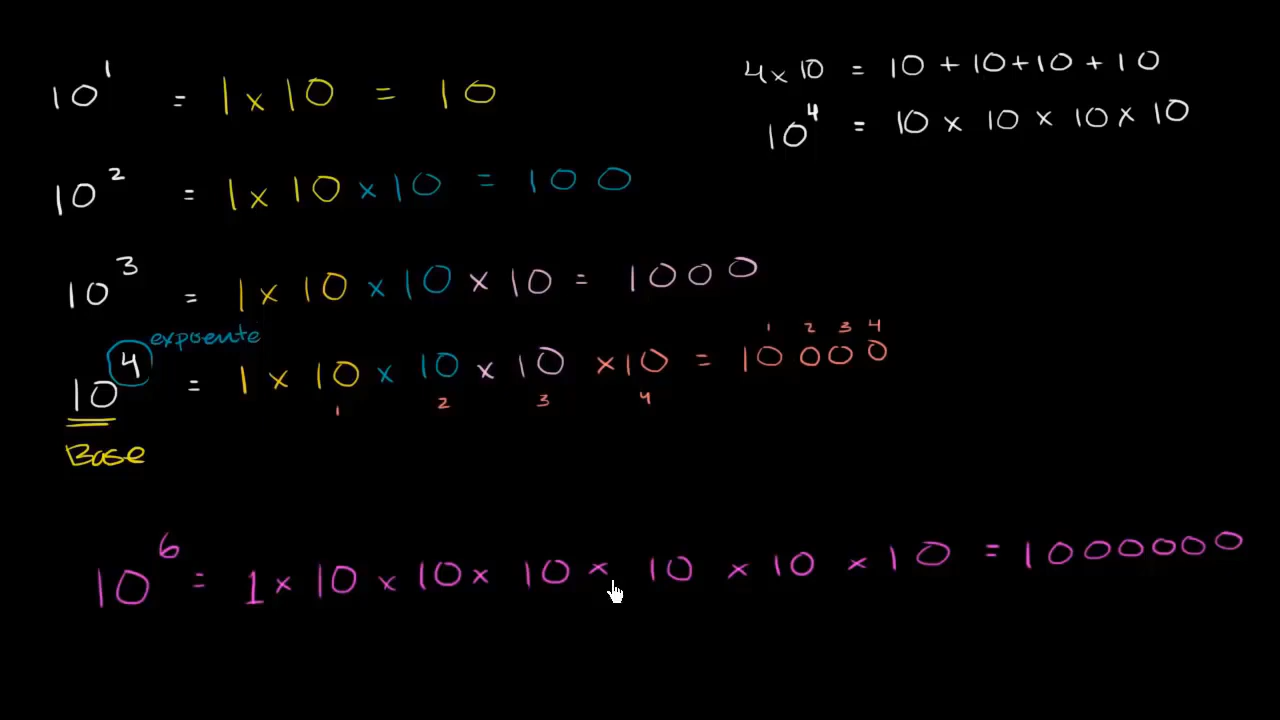 10¹ = 1 x 10 = 10
4 x 10 = 10 + 10 + 10 + 10
10⁴ = 10 x 10 x 10 x 10
10² = 1 x 10 x 10 = 100
10³ = 1 x 10 x 10 x 10 = 1000
expoente
1 2 3 4
10⁴ = 1 x 10 x 10 x 10 x 10 = 10000
1 2 3 4
Base
10⁶ = 1 x 10 x 10 x 10 x 10 x 10 x 10 = 1000000